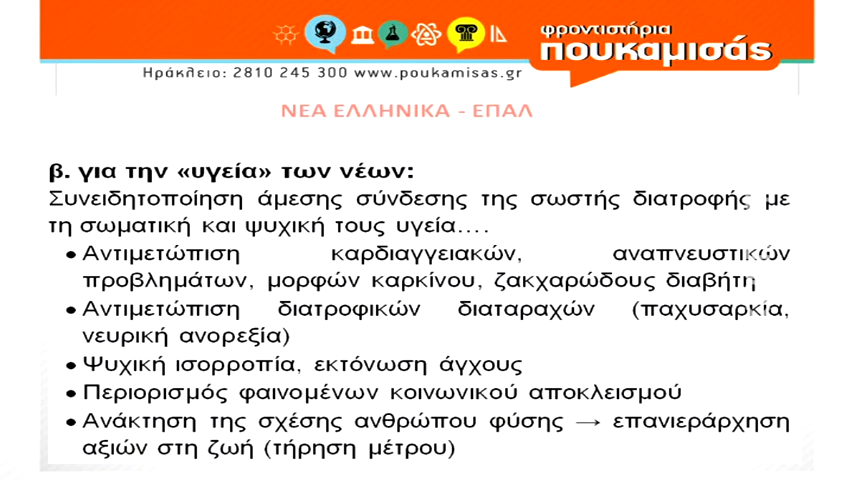 φροντιστήρια
πουκαμισάς
Ηράκλειο: 2810 245 300 www.poukamisas.gr
ΝΕΑ ΕΛΛΗΝΙΚΑ - ΕΠΑΛ
β. για την «υγεία» των νέων:
Συνειδητοποίηση άμεσης σύνδεσης της σωστής διατροφής με
τη σωματική και ψυχική τους υγεία....
• Αντιμετώπιση καρδιαγγειακών, αναπνευστικών
προβλημάτων, μορφών καρκίνου, ζακχαρώδους διαβήτη
• Αντιμετώπιση διατροφικών διαταραχών (παχυσαρκία,
νευρική ανορεξία)
• Ψυχική ισορροπία, εκτόνωση άγχους
• Περιορισμός φαινομένων κοινωνικού αποκλεισμού
• Ανάκτηση της σχέσης ανθρώπου φύσης → επανιεράρχηση
αξιών στη ζωή (τήρηση μέτρου)